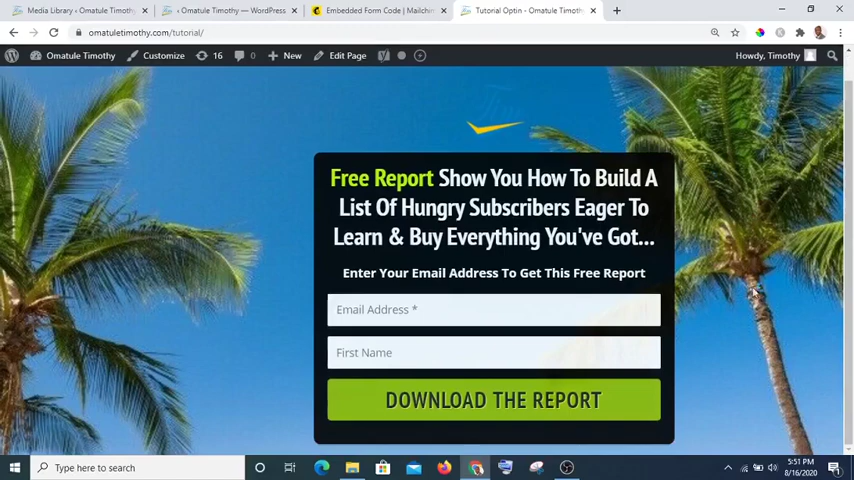 Media Library ‹ Omatule Timothy
‹ Omatule Timothy — WordPress
Embedded Form Code | Mailchim
Tutorial Optin - Omatule Timothy
omatuletimothy.com/tutorial/
Omatule Timothy
Customize
16
0
New
Edit Page
Howdy, Timothy
Free Report Show You How To Build A
List Of Hungry Subscribers Eager To
Learn & Buy Everything You've Got...
Enter Your Email Address To Get This Free Report
Email Address *
First Name
DOWNLOAD THE REPORT
Type here to search
5:51 PM
8/16/2020